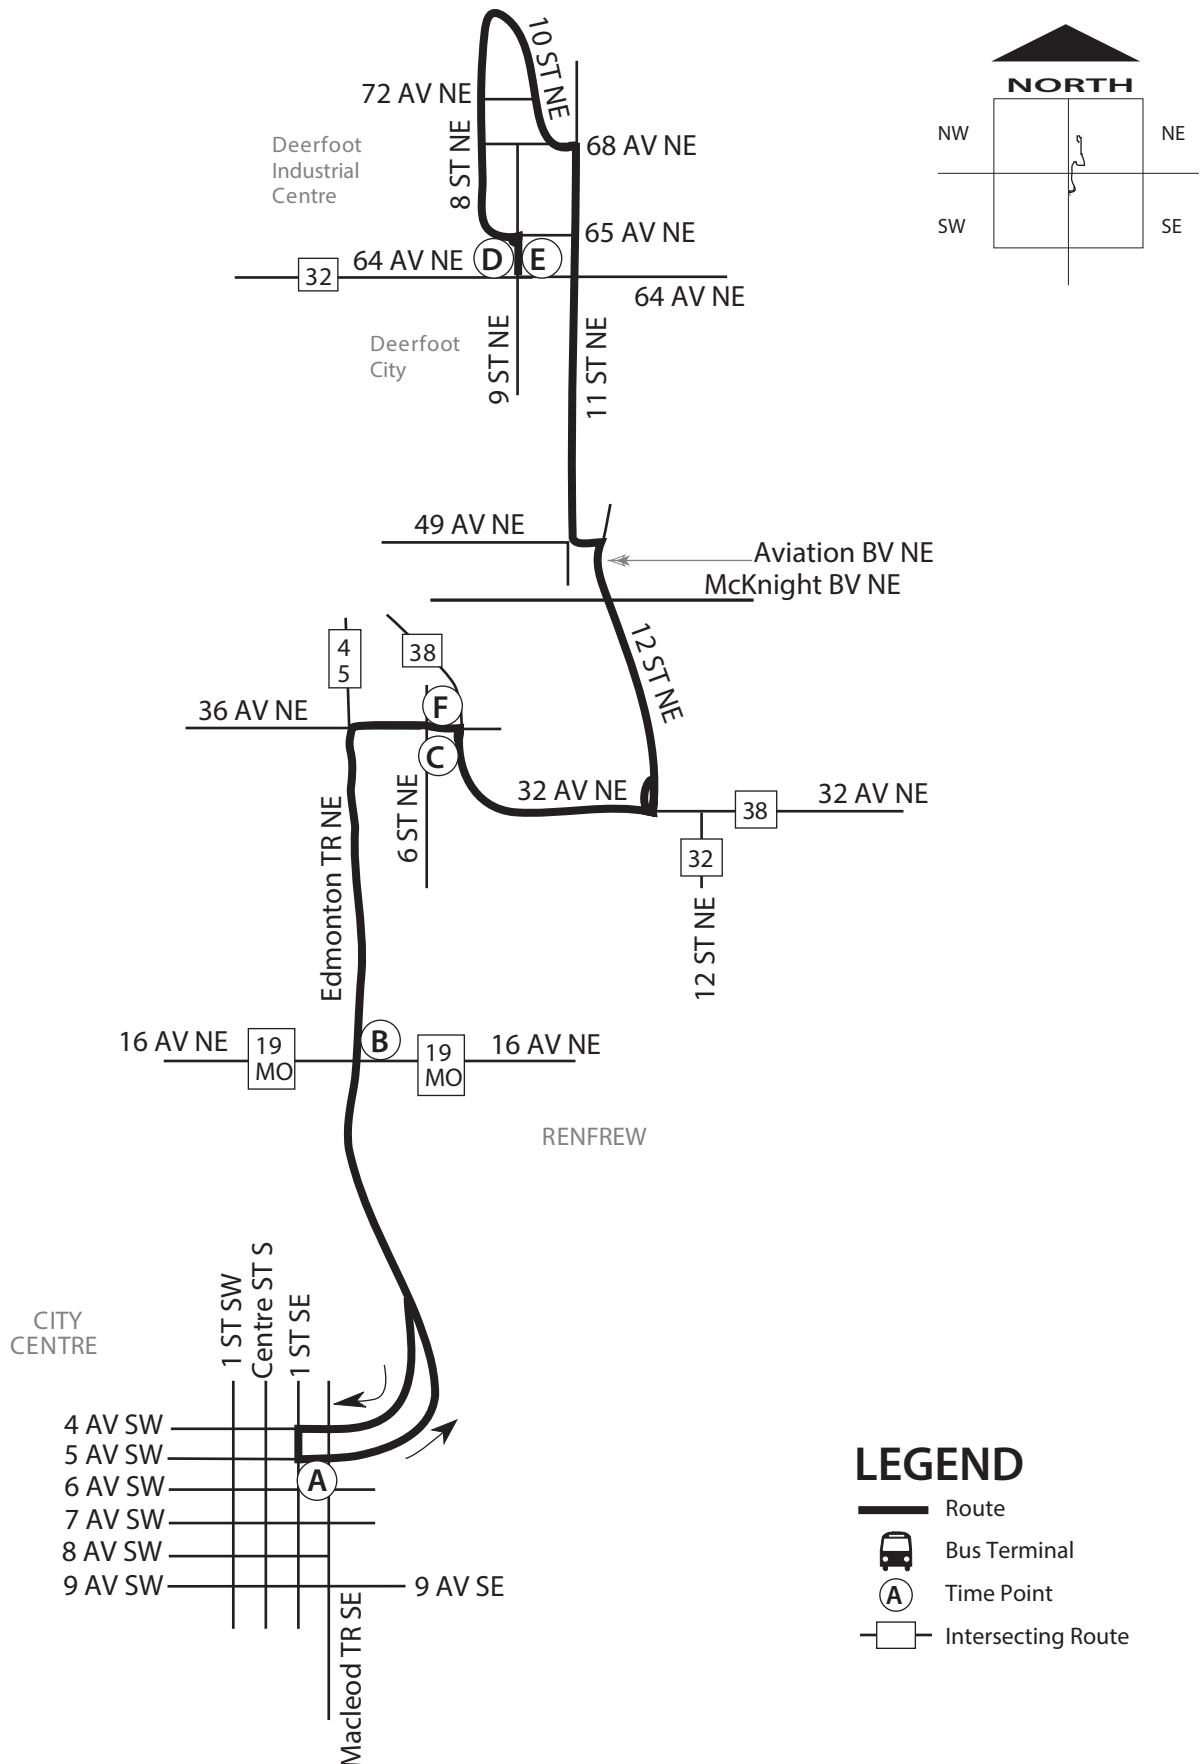 10 ST NE
NORTH
72 AV NE
NW
NE
Deerfoot
Industrial
Centre
8 ST NE
68 AV NE
SW
SE
65 AV NE
D
E
32
64 AV NE
64 AV NE
Deerfoot
City
9 ST NE
11 ST NE
49 AV NE
Aviation BV NE
McKnight BV NE
4
5
38
12 ST NE
36 AV NE
F
C
32 AV NE
32 AV NE
38
6 ST NE
32
Edmonton TR NE
12 ST NE
16 AV NE
19
MO
B
19
MO
16 AV NE
RENFREW
CITY
CENTRE
1 ST SW
Centre ST S
1 ST SE
4 AV SW
5 AV SW
6 AV SW
A
7 AV SW
8 AV SW
9 AV SW
9 AV SE
Macleod TR SE
LEGEND
Route
Bus Terminal
A
Time Point
Intersecting Route